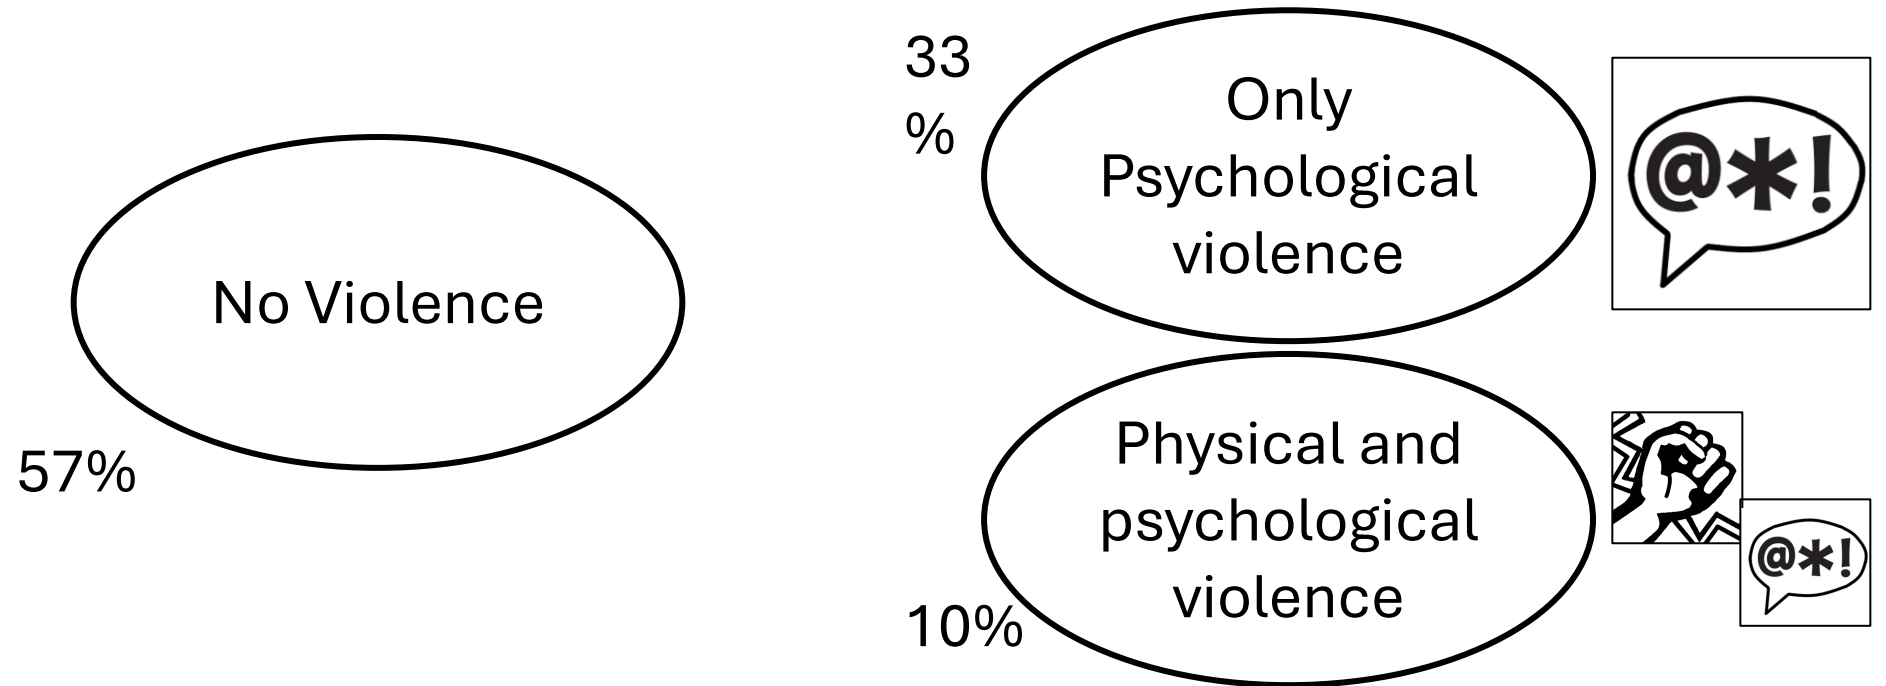 No Violence
57%
33
%
Only
Psychological
violence
@*!
Physical and
psychological
violence
10%
@*!